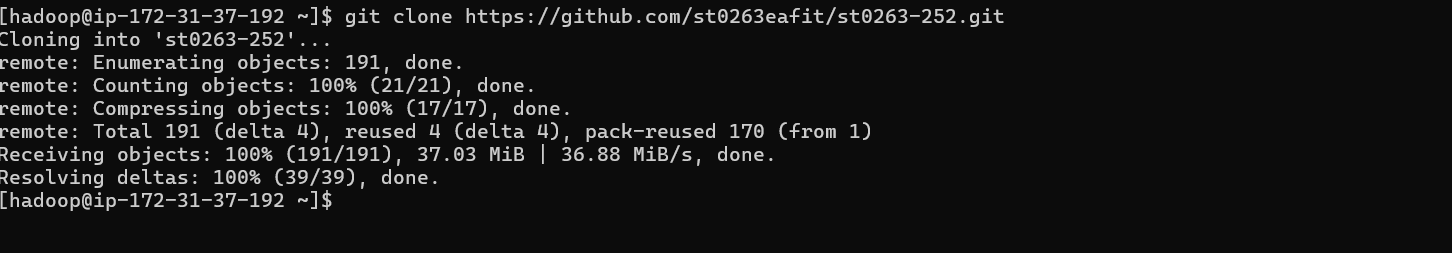 [hadoop@ip-172-31-37-192 ~]$ git clone https://github.com/st0263eafit/st0263-252.git
Cloning into 'st0263-252'...
remote: Enumerating objects: 191, done.
remote: Counting objects: 100% (21/21), done.
remote: Compressing objects: 100% (17/17), done.
remote: Total 191 (delta 4), reused 4 (delta 4), pack-reused 170 (from 1)
Receiving objects: 100% (191/191), 37.03 MiB | 36.88 MiB/s, done.
Resolving deltas: 100% (39/39), done.
[hadoop@ip-172-31-37-192 ~]$